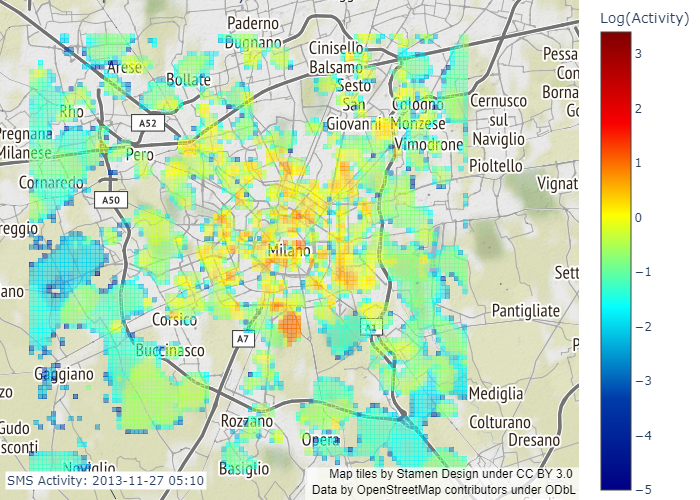 Log(Activity)
3
2
1
0
−1
−2
−3
−4
−5
Paderno
Dugnano
Cinisello
Balsamo
Sesto
San
Giovanni
Cologno
Monzese
Vimodrone
Cernusco
sul
Naviglio
Pioltello
Pessa
Con
Borna
Go
Vignat
Arese
Bollate
Rho
A52
Pregnana
Milanese
Pero
Cornaredo
A50
reggio
Milano
ano
Sett
Pantigliate
P
Corsico
A7
A1
Buccinasco
Gaggiano
zo
Gudo
sconti
Rozzano
Opera
Mediglia
Colturano
Dresano
Noviglio
Basiglio
SMS Activity: 2013-11-27 05:10
Map tiles by Stamen Design under CC BY 3.0
Data by OpenStreetMap contributors under ODbL